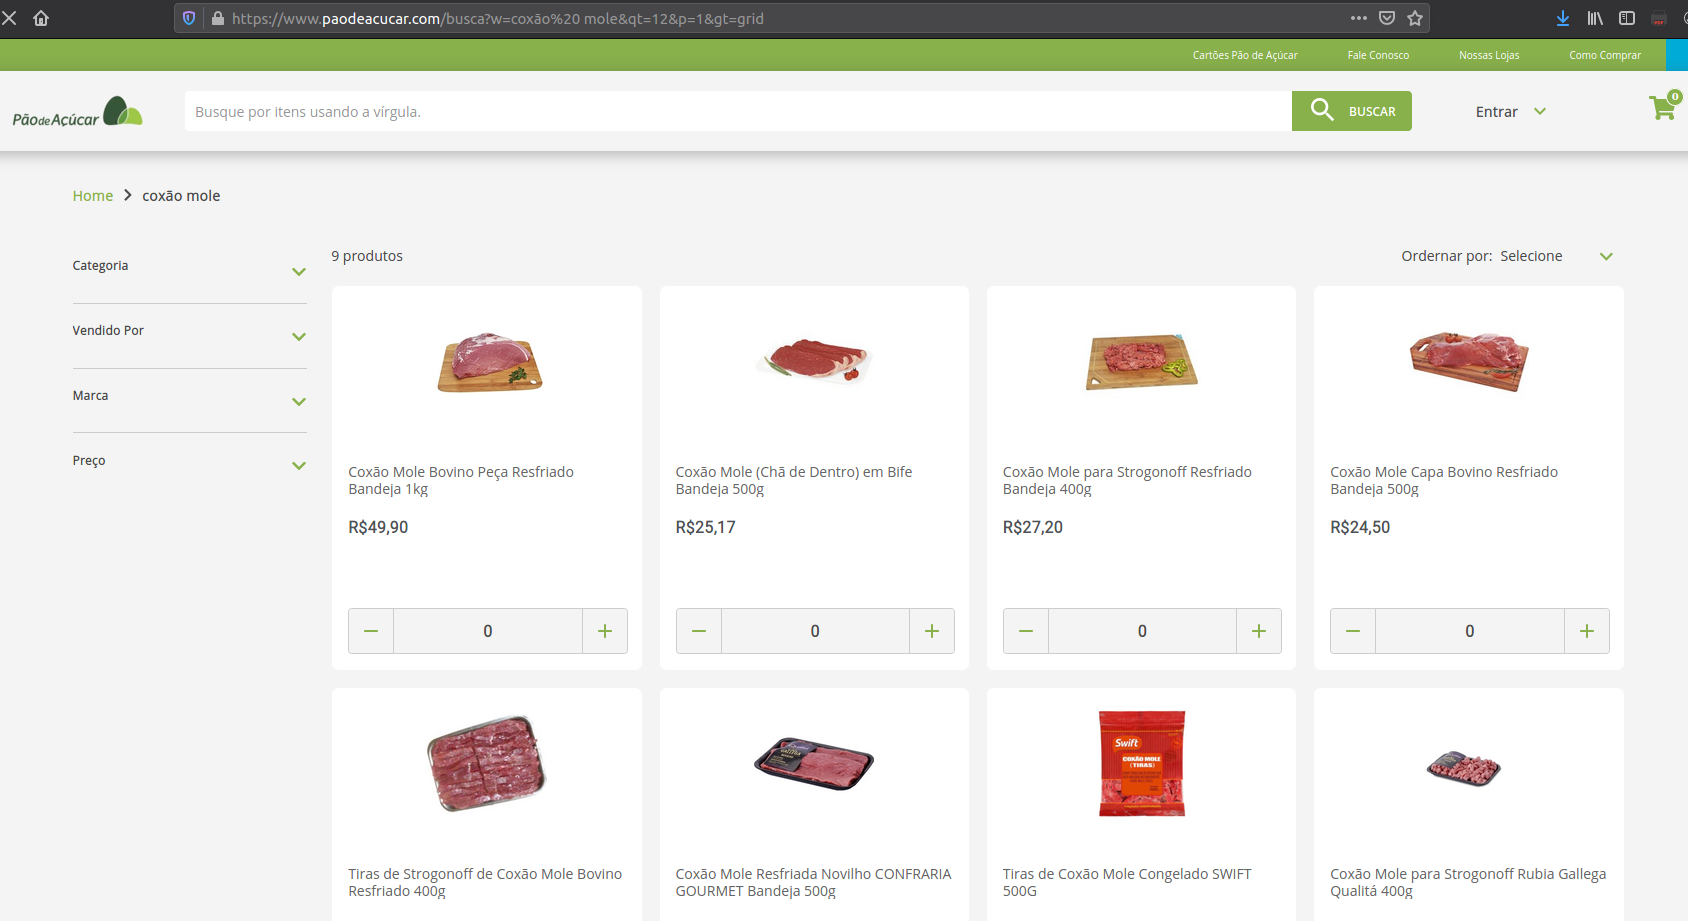 https://www.paodeacucar.com/busca?w=coxão%20 mole&qt=12&p=1&gt=grid
Cartões Pão de Açúcar
Fale Conosco
Nossas Lojas
Como Comprar
PãodeAçúcar
Busque por itens usando a vírgula.
BUSCAR
Entrar
0
Home
coxão mole
Categoria
Vendido Por
Marca
Preço
9 produtos
Ordernar por: Selecione
Coxão Mole Bovino Peça Resfriado
Bandeja 1kg
R$49,90
0
Coxão Mole (Chã de Dentro) em Bife
Bandeja 500g
R$25,17
0
Coxão Mole para Strogonoff Resfriado
Bandeja 400g
R$27,20
0
Coxão Mole Capa Bovino Resfriado
Bandeja 500g
R$24,50
0
Tiras de Strogonoff de Coxão Mole Bovino
Resfriado 400g
Coxão Mole Resfriada Novilho CONFRARIA
GOURMET Bandeja 500g
Swift
COXÃO MOLE
(TIRAS)
Tiras de Coxão Mole Congelado SWIFT
500G
Coxão Mole para Strogonoff Rubia Gallega
Qualitá 400g